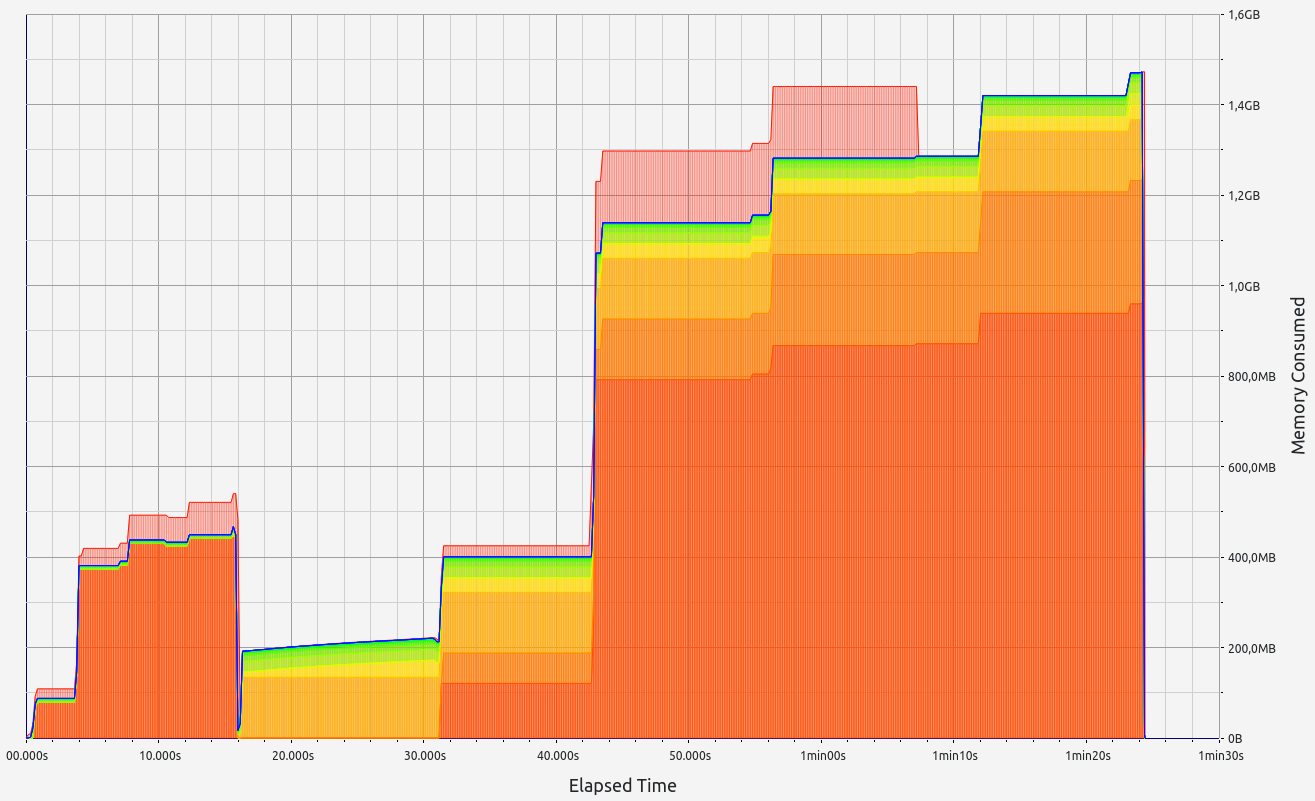 1,6GB
1,4GB
1,2GB
1,0GB
800,0MB
600,0MB
400,0MB
200,0MB
0B
Memory Consumed
00.000s 10.000s 20.000s 30.000s 40.000s 50.000s 1min00s 1min10s 1min20s 1min30s
Elapsed Time